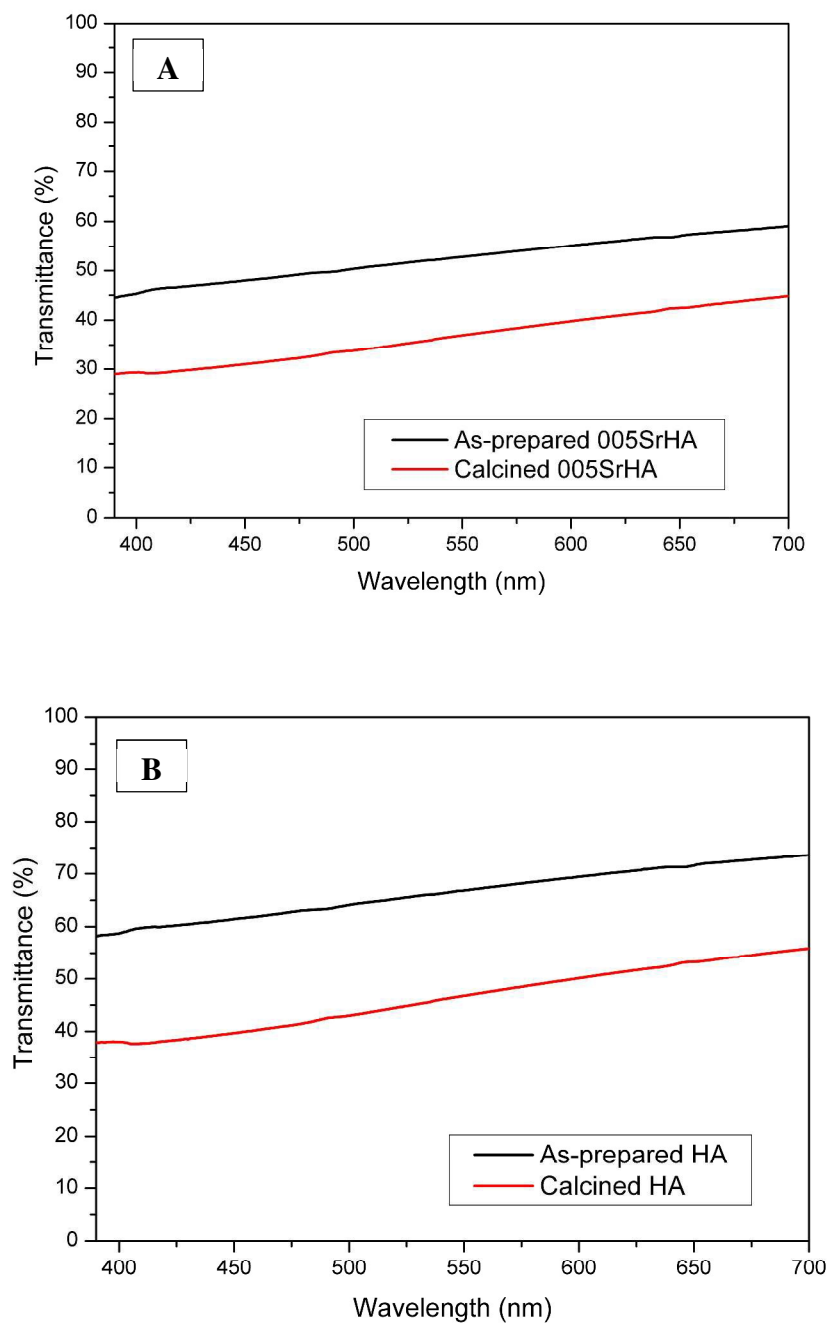 A
100
90
80
70
60
50
40
30
20
10
0
Transmittance (%)
As-prepared 005SrHA
Calcined 005SrHA
400 450 500 550 600 650 700
Wavelength (nm)
B
100
90
80
70
60
50
40
30
20
10
0
Transmittance (%)
As-prepared HA
Calcined HA
400 450 500 550 600 650 700
Wavelength (nm)